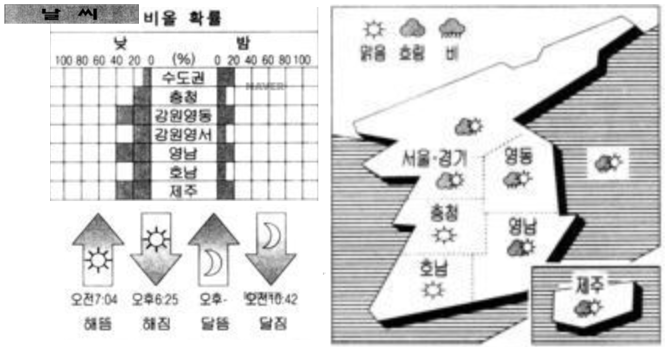 날 씨
비올 확률
낮 밤
100 80 60 40 20 0 (%) 0 20 40 60 80 100
수도권
충청
강원영동
강원영서
영남
호남
제주
오전7:04 오후6:25 오후- 오전10:42
해뜸 해짐 달뜸 달짐
맑음 흐림 비
서울·경기
영동
충청
영남
호남
제주
NAVER